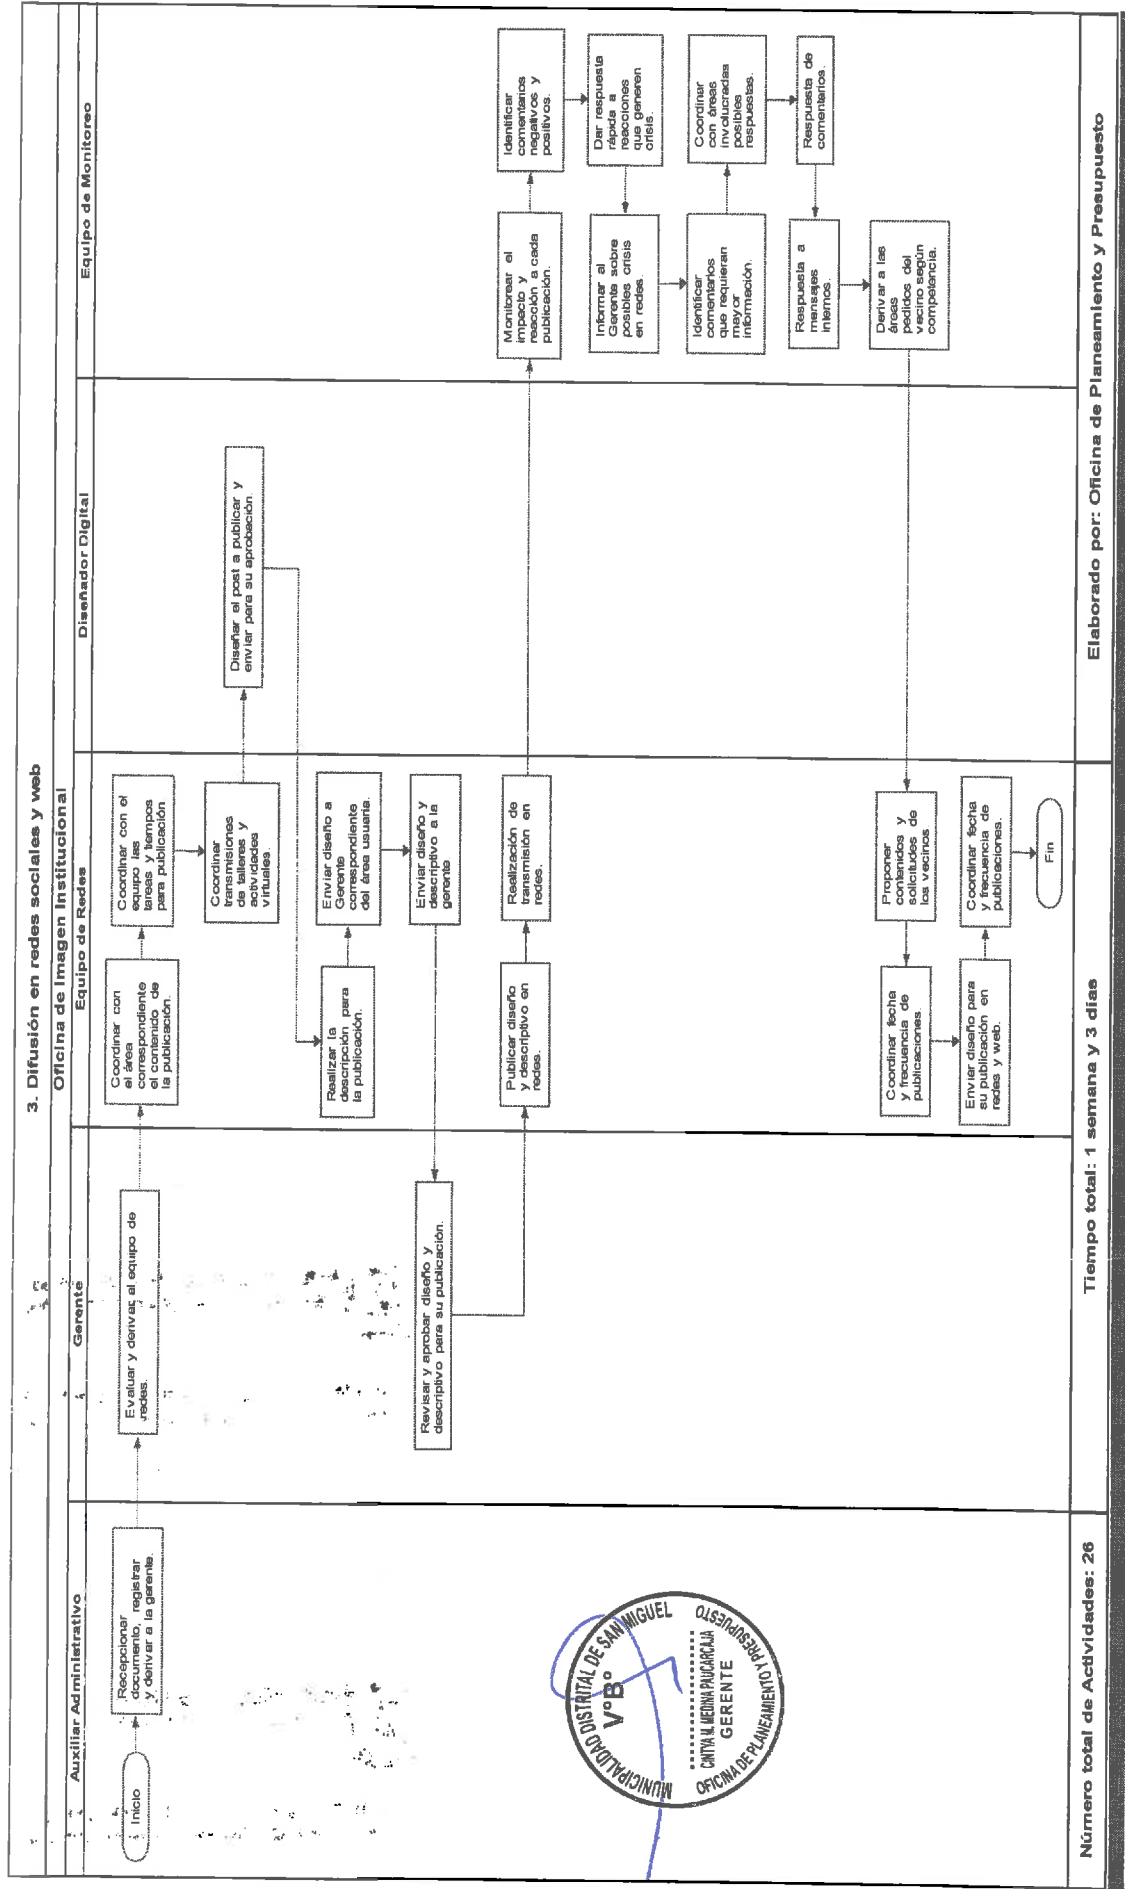 3. Difusión en redes sociales y web
Oficina de Imagen Institucional
Auxiliar Administrativo
Gerente
Equipo de Redes
Diseñador Digital
Equipo de Monitoreo
Inicio
Recepcionar
documento, registrar
y derivar a la gerente.
Evaluar y derivar al equipo de
redes.
Coordinar con
el área
correspondiente
el contenido de
la publicación.
Coordinar con el
equipo las
tareas y tiempos
para publicación
Coordinar
transmisiones
de talleres y
actividades
virtuales.
Diseñar el post a publicar y
enviar para su aprobación.
Realizar la
descripción para
la publicación.
Enviar diseño a
Gerente
correspondiente
del área usuaria.
Enviar diseño y
descriptivo a la
gerente
Revisar y aprobar diseño y
descriptivo para su publicación.
Publicar diseño
y descriptivo en
redes.
Realización de
transmisión en
redes.
Monitorear el
impacto y
reacción a cada
publicación.
Identificar
comentarios
negativos y
positivos.
Dar respuesta
rápida a
reacciones
que generen
crisis.
Informar al
Gerente sobre
posibles crisis
en redes.
Identificar
comentarios
que requieran
mayor
información.
Coordinar
con áreas
involucradas
posibles
respuestas.
Respuesta de
comentarios.
Respuesta a
mensajes
internos.
Derivar a las
áreas
pedidos del
vecino según
competencia.
Proponer
contenidos y
solicitudes de
los vecinos
Coordinar fecha
y frecuencia de
publicaciones.
Enviar diseño para
su publicación en
redes y web.
Coordinar fecha
y frecuencia de
publicaciones.
Fin
MUNICIPALIDAD DISTRITAL DE SAN MIGUEL
V°B°
CINTYA M. MEDINA PAUCARCAJA
GERENTE
OFICINA DE PLANEAMIENTO Y PRESUPUESTO
Número total de Actividades: 26
Tiempo total: 1 semana y 3 días
Elaborado por: Oficina de Planeamiento y Presupuesto